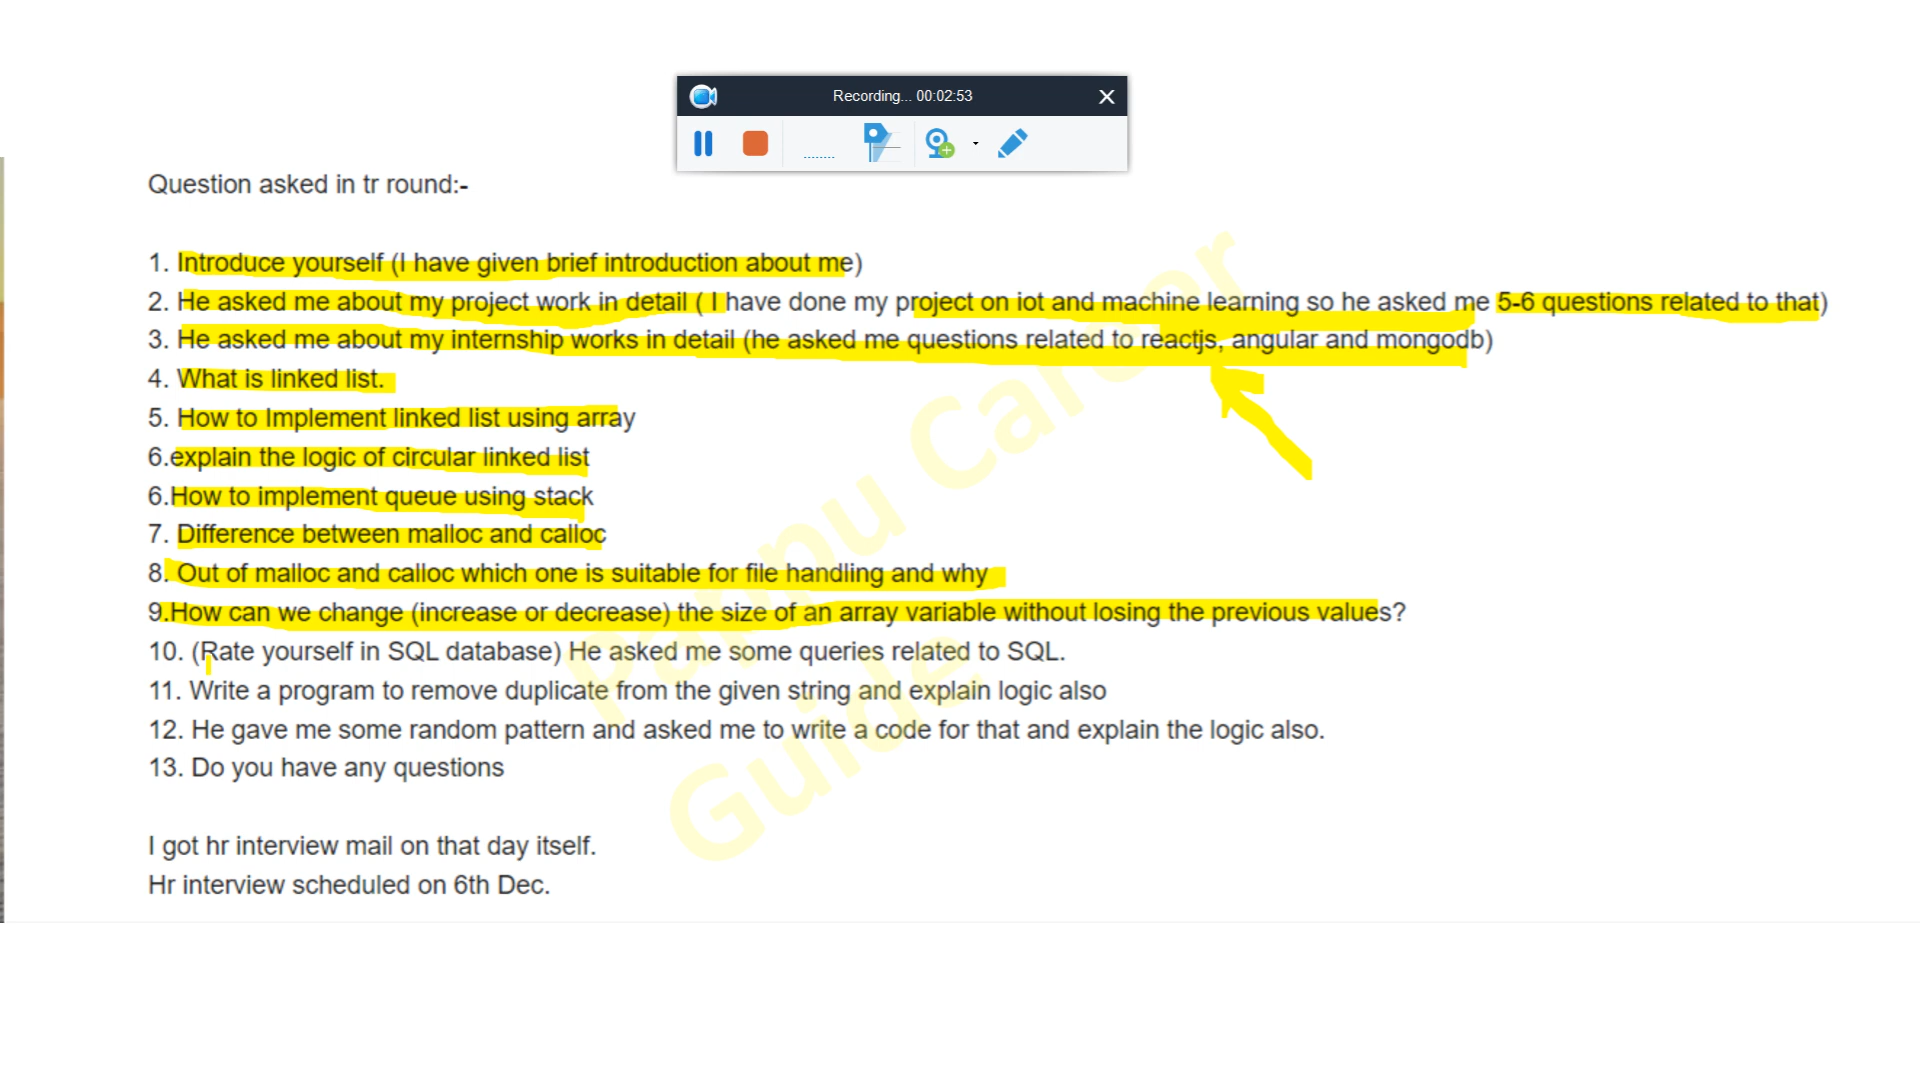 Recording... 00:02:53
Question asked in tr round:-
1. Introduce yourself (I have given brief introduction about me)
2. He asked me about my project work in detail ( I have done my project on iot and machine learning so he asked me 5-6 questions related to that)
3. He asked me about my internship works in detail (he asked me questions related to reactjs, angular and mongodb)
4. What is linked list.
5. How to Implement linked list using array
6.explain the logic of circular linked list
6.How to implement queue using stack
7. Difference between malloc and calloc
8. Out of malloc and calloc which one is suitable for file handling and why
9.How can we change (increase or decrease) the size of an array variable without losing the previous values?
10. (Rate yourself in SQL database) He asked me some queries related to SQL.
11. Write a program to remove duplicate from the given string and explain logic also
12. He gave me some random pattern and asked me to write a code for that and explain the logic also.
13. Do you have any questions
I got hr interview mail on that day itself.
Hr interview scheduled on 6th Dec.
Pappu Career
Guide